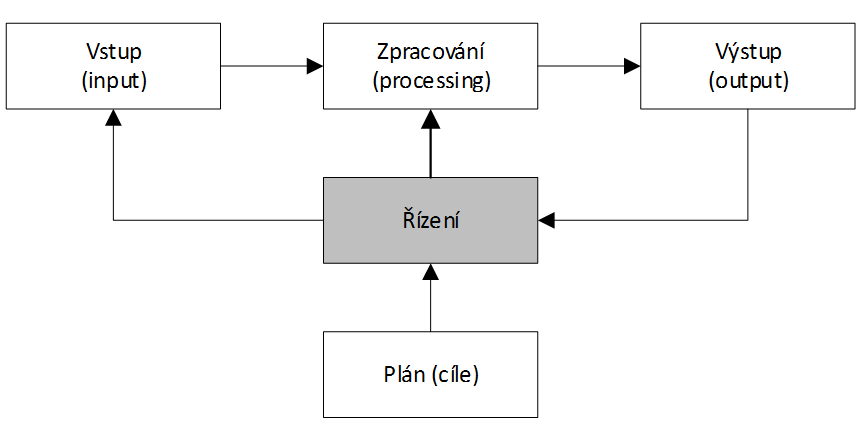 Vstup
(input)
Zpracování
(processing)
Výstup
(output)
Řízení
Plán (cíle)